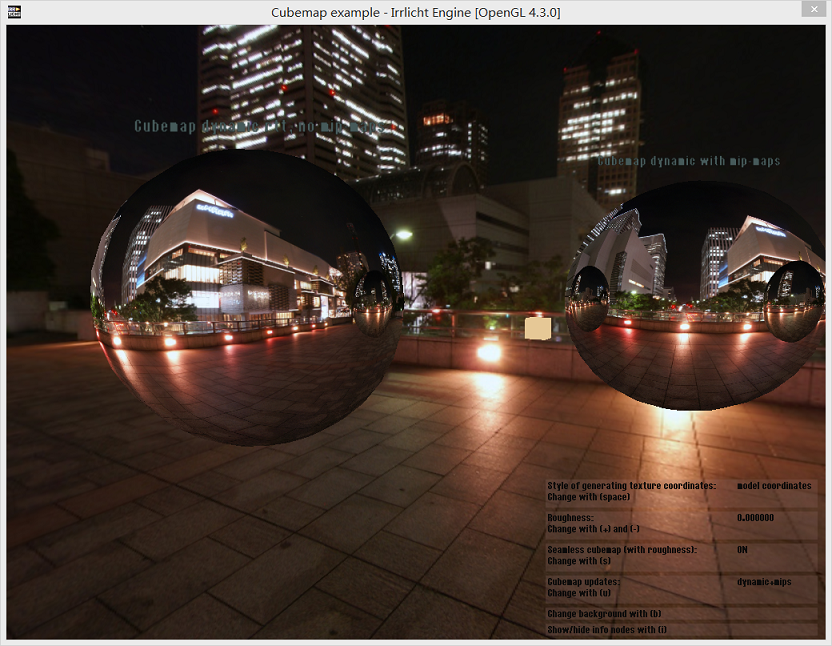 Cubemap example - Irrlicht Engine [OpenGL 4.3.0]
Cubemap dynamic rtt, no mip-maps
Cubemap dynamic with mip-maps
Style of generating texture coordinates: model coordinates
Change with (space)
Roughness: 0.000000
Change with (+) and (-)
Seamless cubemap (with roughness): ON
Change with (s)
Cubemap updates: dynamic+mips
Change with (u)
Change background with (b)
Show/hide info nodes with (i)